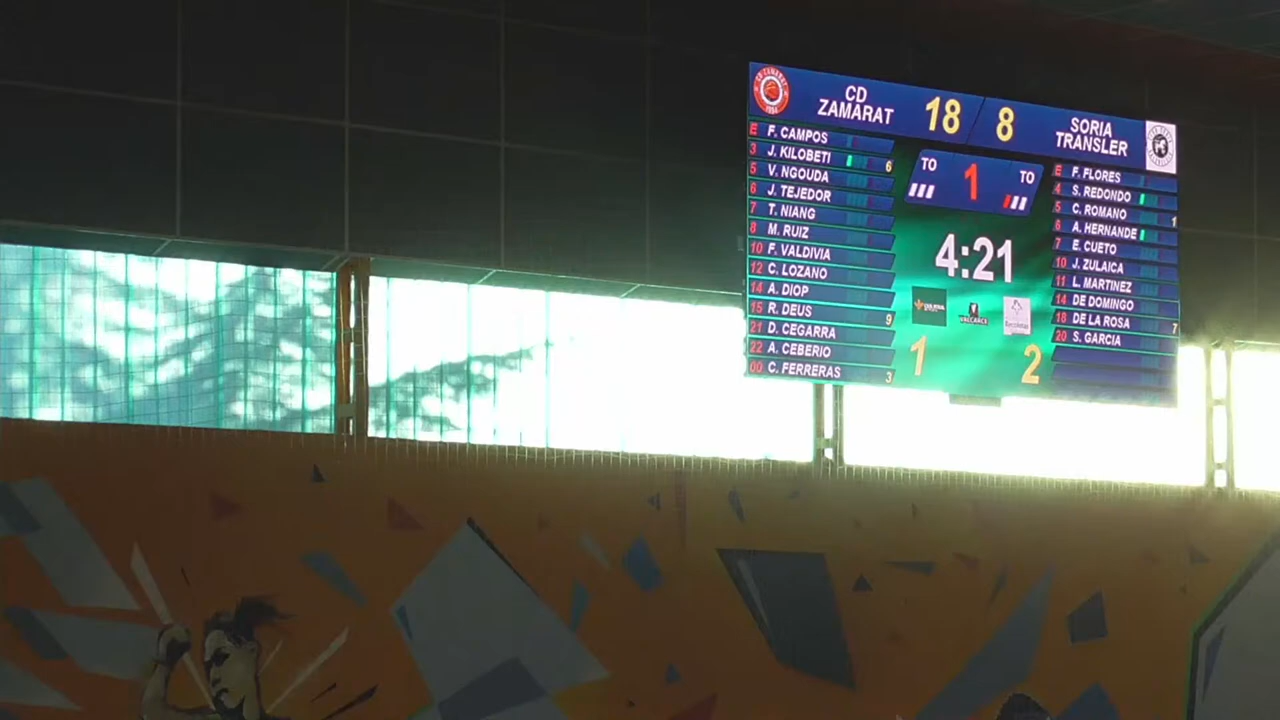 CD ZAMARAT
18
8
SORIA TRANSLER
E F. CAMPOS
3 J. KILOBETI 6
5 V. NGOUDA
6 J. TEJEDOR
7 T. NIANG
8 M. RUIZ
10 F. VALDIVIA
12 C. LOZANO
14 A. DIOP
15 R. DEUS 9
21 D. CEGARRA
22 A. CEBERIO
00 C. FERRERAS 3
TO 1 TO
4:21
VALCARCE
1 2
E F. FLORES
4 S. REDONDO
5 C. ROMANO 1
6 A. HERNANDE
7 E. CUETO
10 J. ZULAICA
11 L. MARTINEZ
14 DE DOMINGO
18 DE LA ROSA 7
20 S. GARCIA